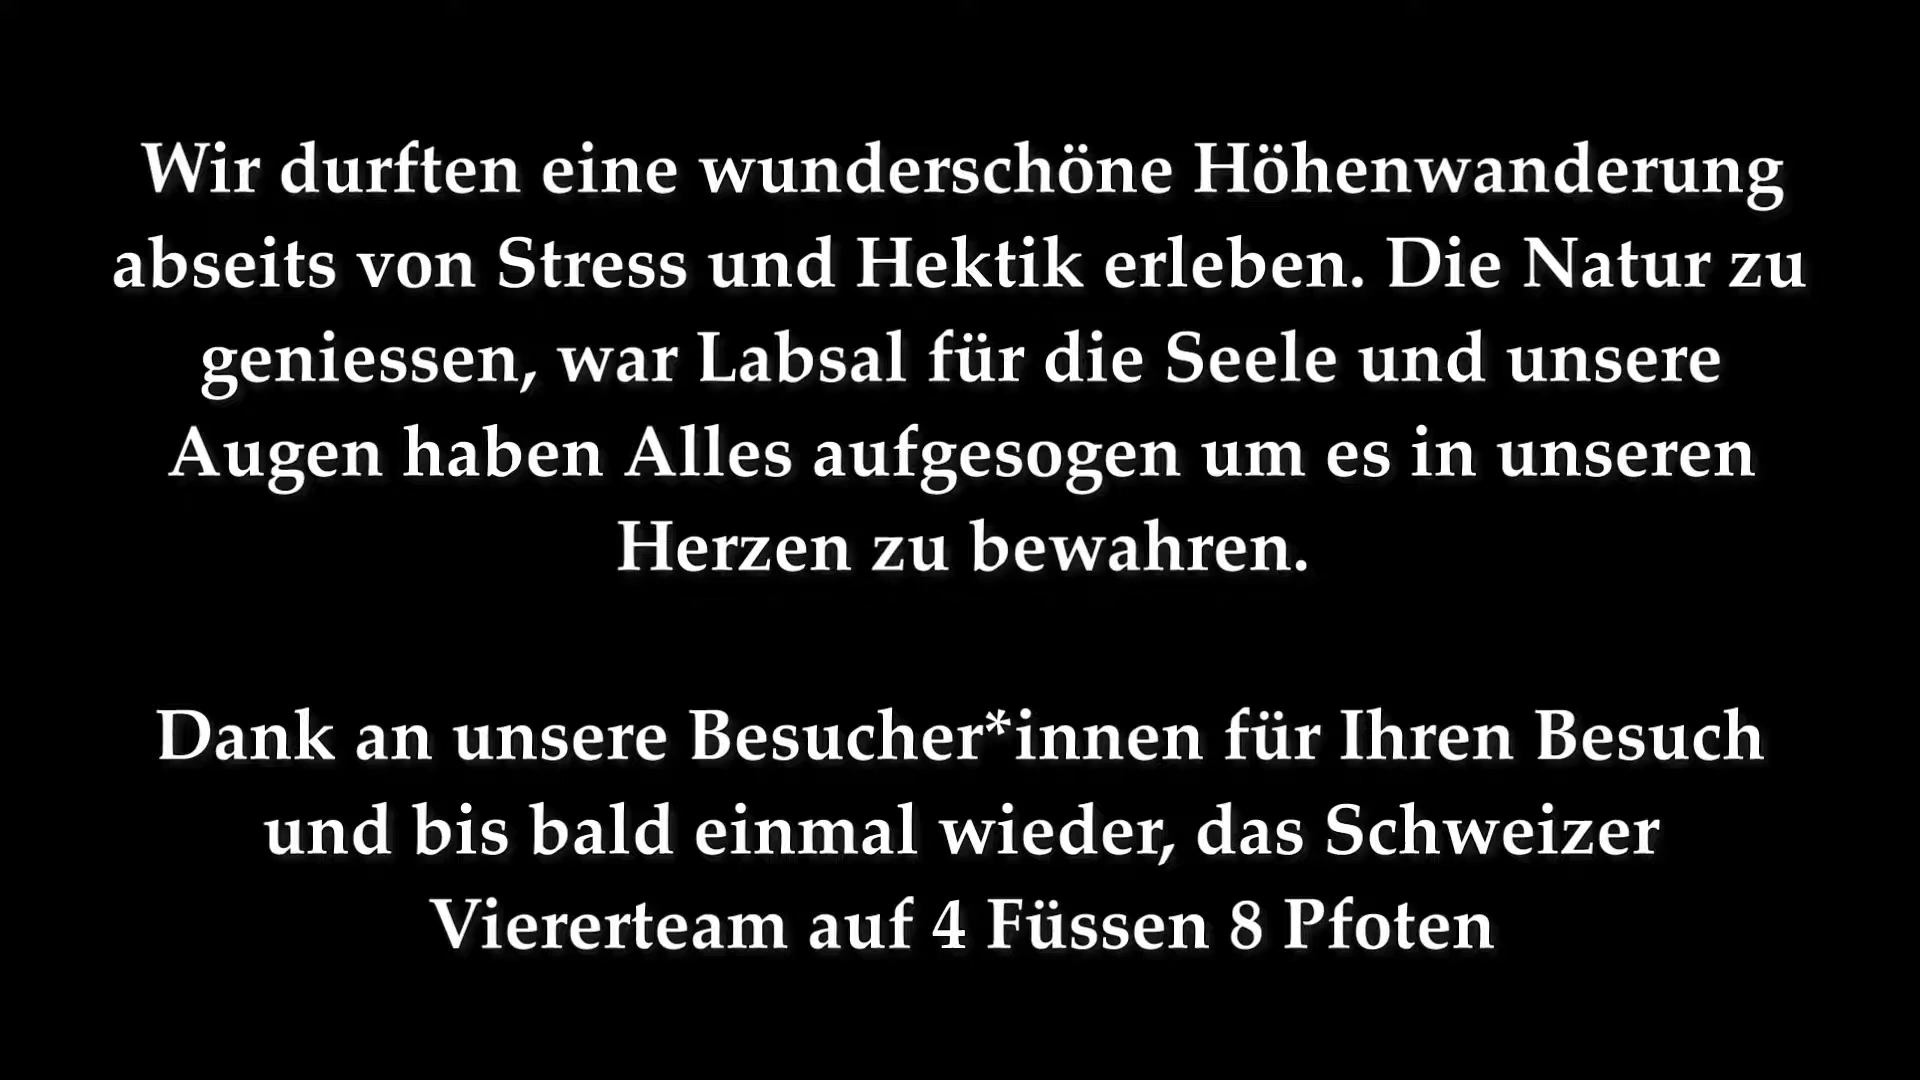 Wir durften eine wunderschöne Höhenwanderung
abseits von Stress und Hektik erleben. Die Natur zu
geniessen, war Labsal für die Seele und unsere
Augen haben Alles aufgesogen um es in unseren
Herzen zu bewahren.
Dank an unsere Besucher*innen für Ihren Besuch
und bis bald einmal wieder, das Schweizer
Viererteam auf 4 Füssen 8 Pfoten